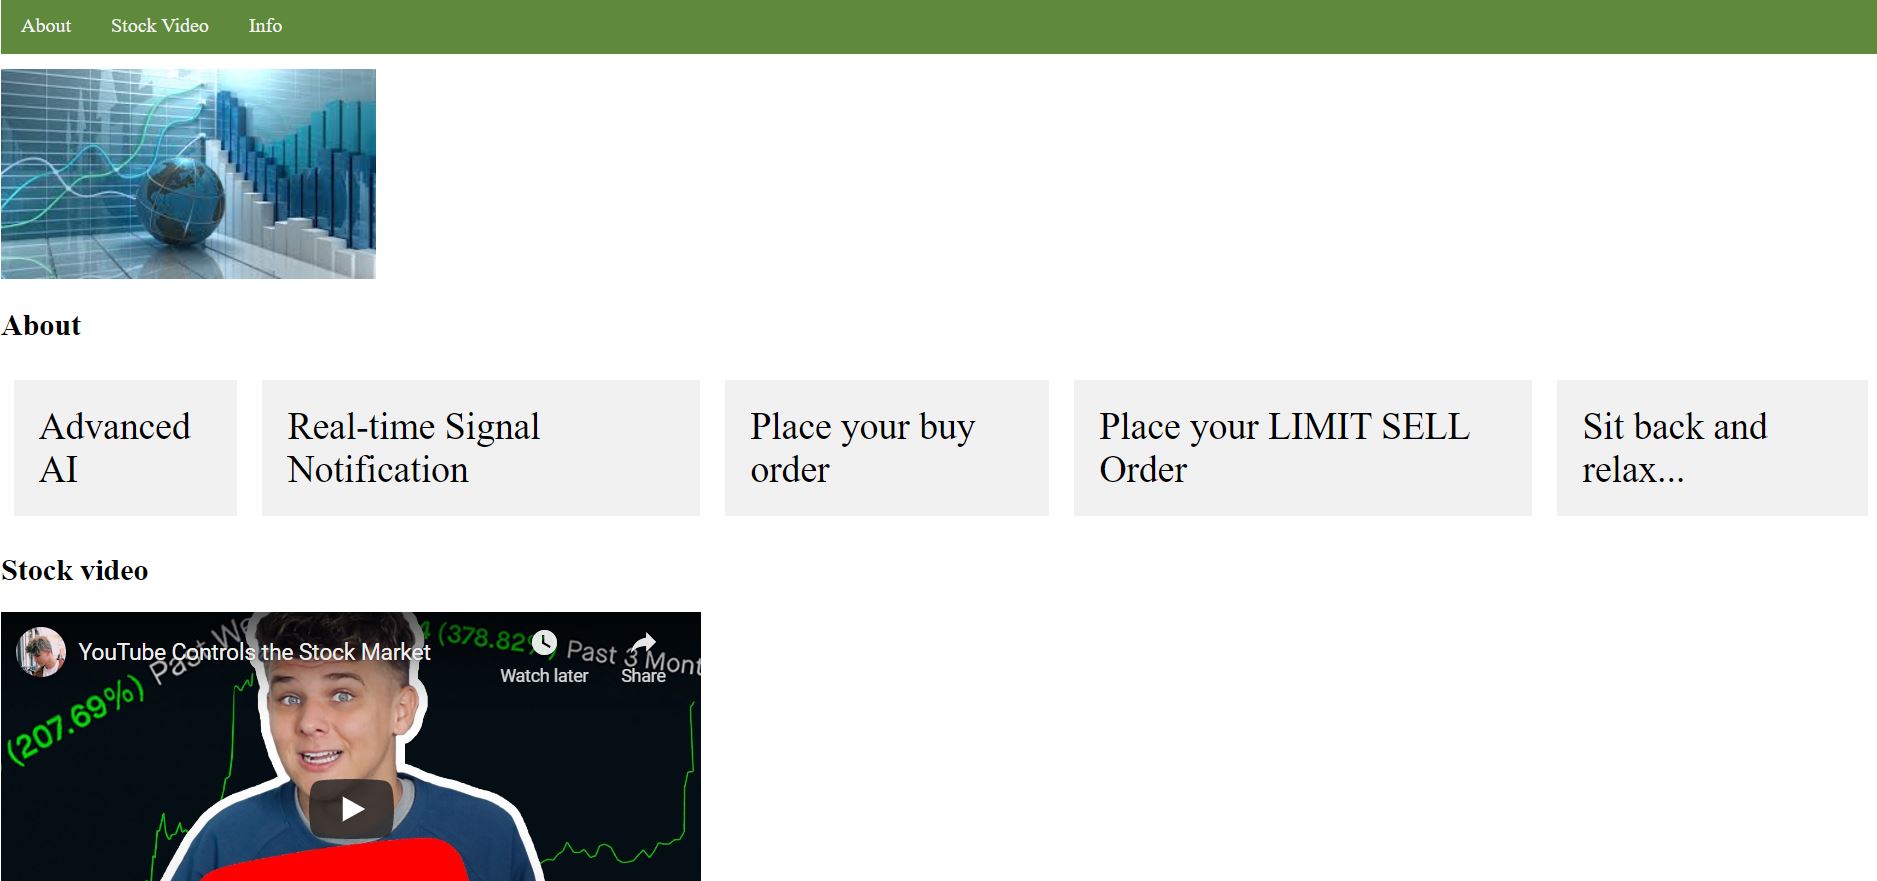 About Stock Video Info
About
Advanced
AI
Real-time Signal
Notification
Place your buy
order
Place your LIMIT SELL
Order
Sit back and
relax...
Stock video
YouTube Controls the Stock Market
Watch later
Share
(207.69%) Past We
4 (378.82%) Past 3 Mont